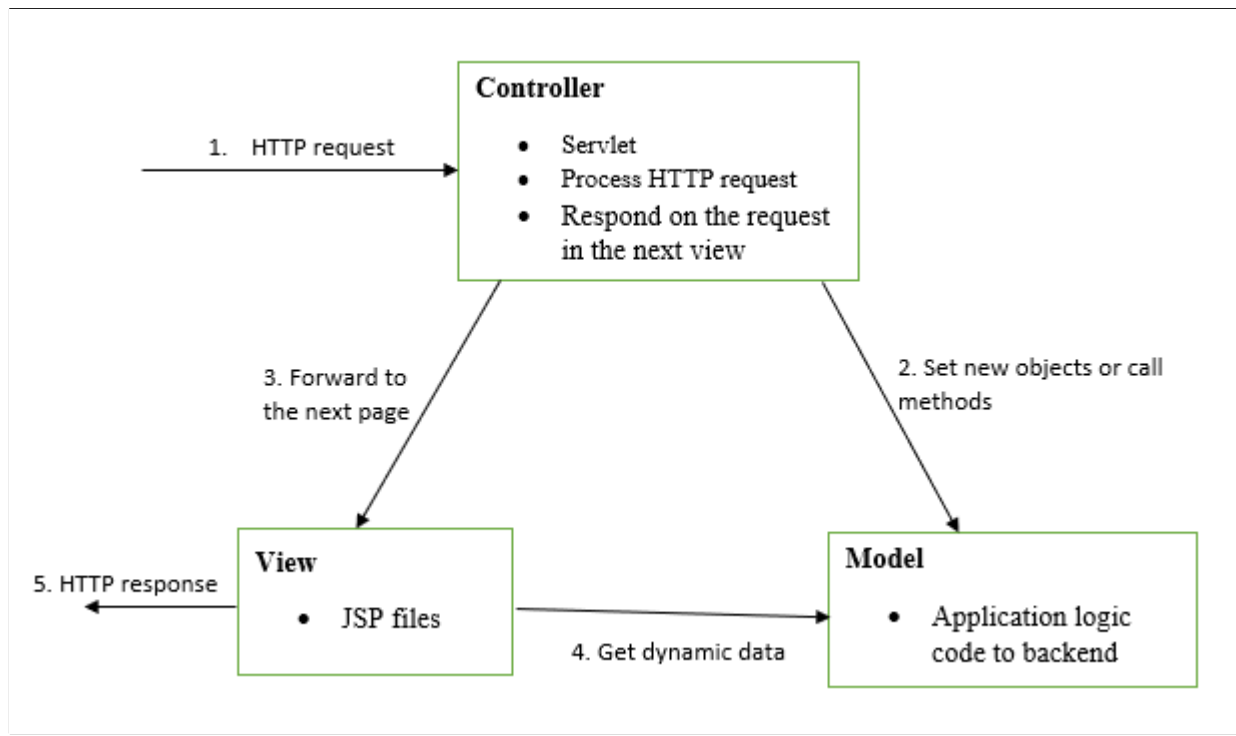 Controller
1. HTTP request
• Servlet
• Process HTTP request
• Respond on the request
in the next view
3. Forward to
the next page
2. Set new objects or call
methods
View
• JSP files
5. HTTP response
4. Get dynamic data
Model
• Application logic
code to backend